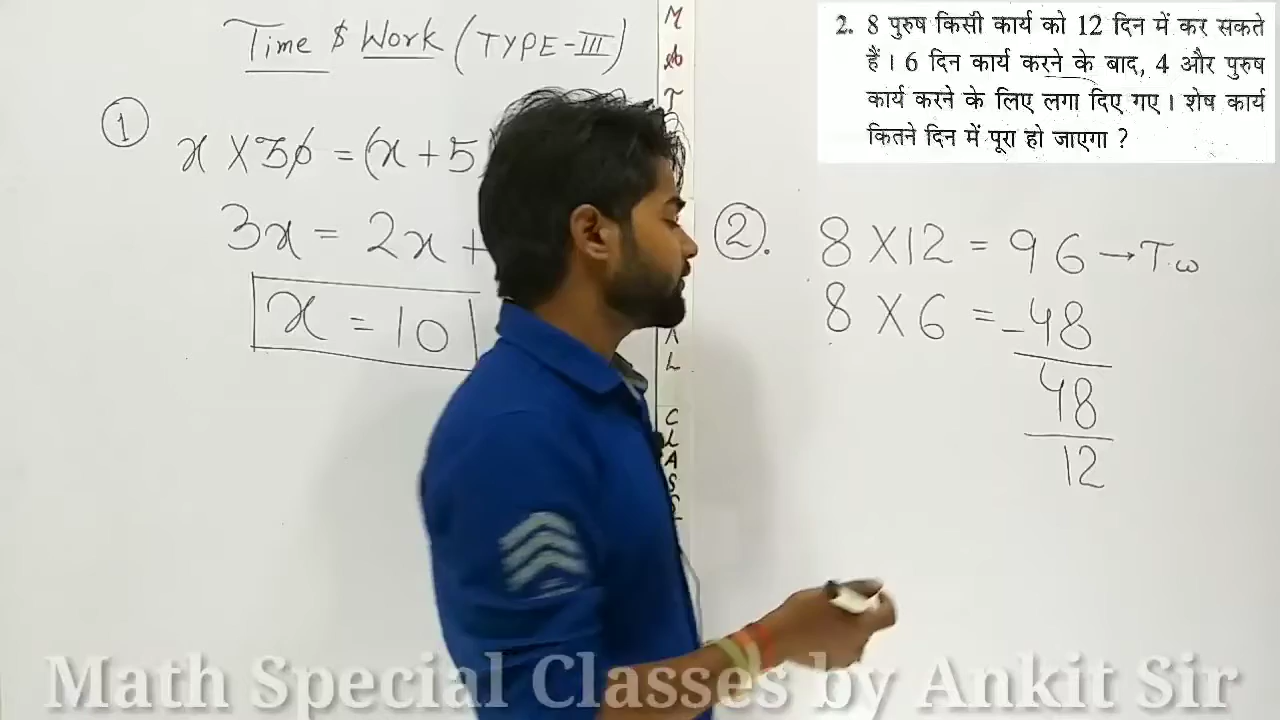 Time & Work (TYPE-III)
1
x X 30 = (x + 5
3x = 2x +
x = 10
2. 8 पुरुष किसी कार्य को 12 दिन में कर सकते
हैं। 6 दिन कार्य करने के बाद, 4 और पुरुष
कार्य करने के लिए लगा दिए गए। शेष कार्य
कितने दिन में पूरा हो जाएगा ?
2. 8 X 12 = 96 → T.w
8 X 6 = - 48
48
12
CLASS
Math Special Classes by Ankit Sir